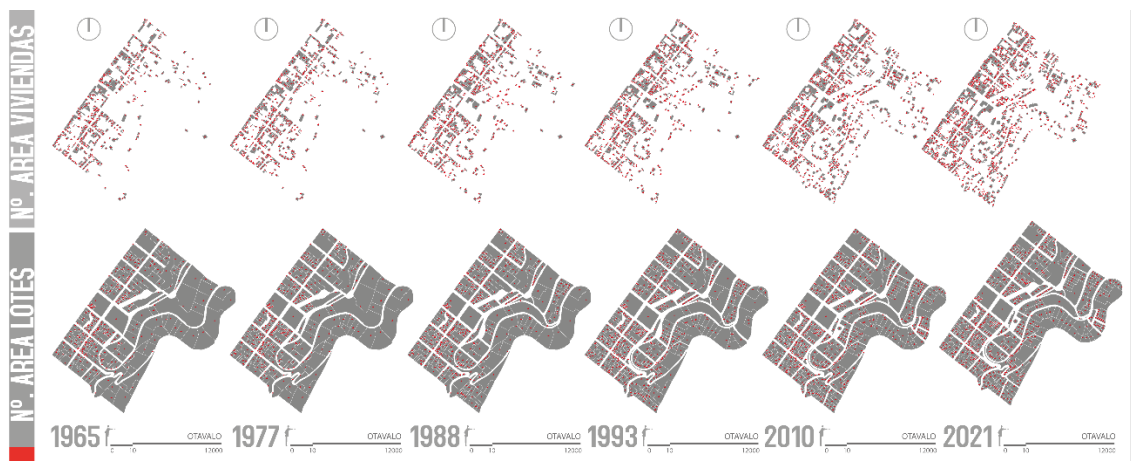 Nº. AREA VIVIENDAS
Nº. AREA LOTES
1965 OTAVALO
0 10 12000
1977 OTAVALO
0 10 12000
1988 OTAVALO
0 10 12000
1993 OTAVALO
0 10 12000
2010 OTAVALO
0 10 12000
2021 OTAVALO
0 10 12000